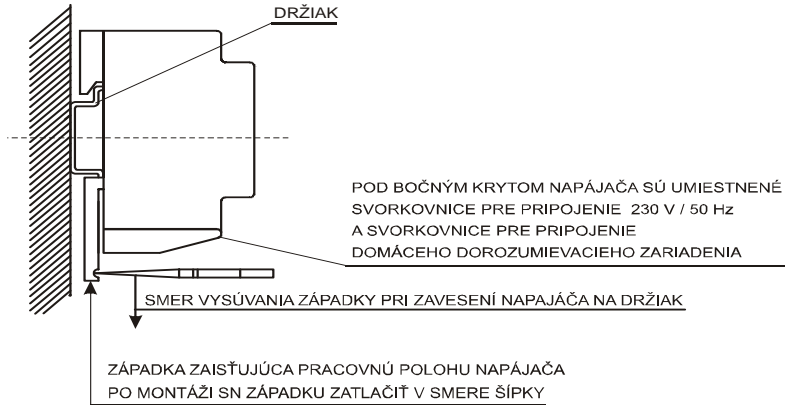 DRŽIAK
POD BOČNÝM KRYTOM NAPÁJAČA SÚ UMIESTNENÉ
SVORKOVNICE PRE PRIPOJENIE 230 V / 50 Hz
A SVORKOVNICE PRE PRIPOJENIE
DOMÁCEHO DOROZUMIEVACIEHO ZARIADENIA
SMER VYSÚVANIA ZÁPADKY PRI ZAVESENÍ NAPAJÁČA NA DRŽIAK
ZÁPADKA ZAISŤUJÚCA PRACOVNÚ POLOHU NAPÁJAČA
PO MONTÁŽI SN ZÁPADKU ZATLAČIŤ V SMERE ŠÍPKY